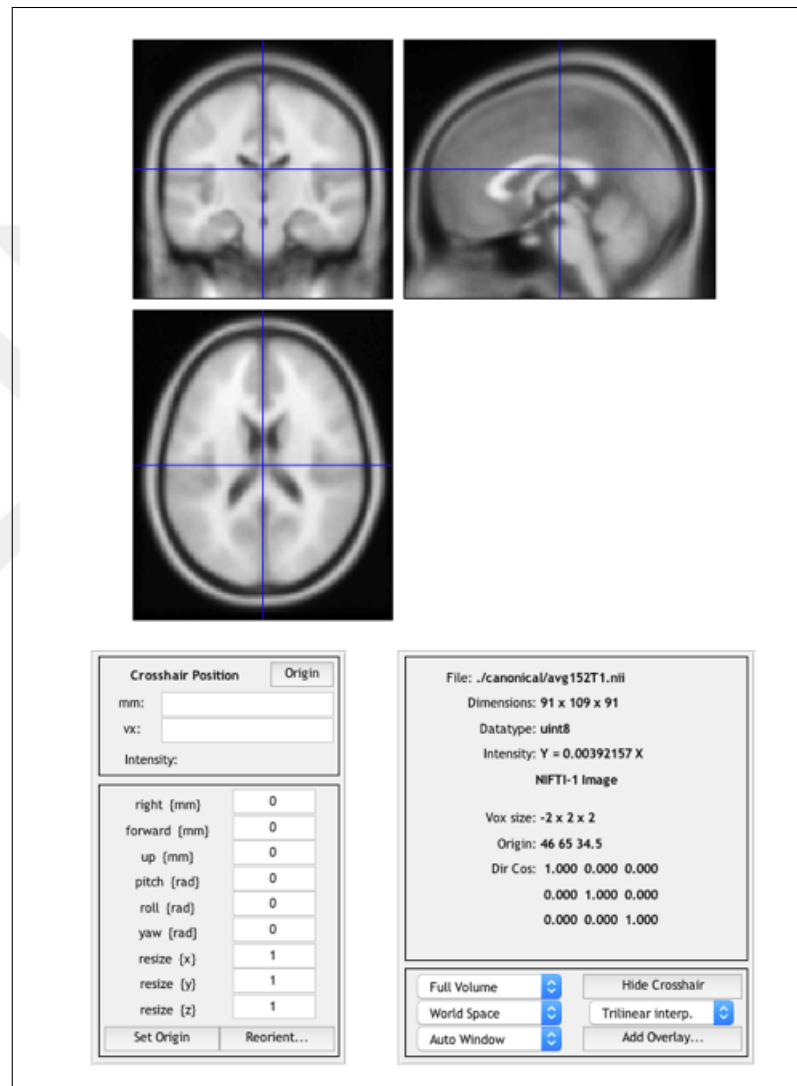 Crosshair Position Origin
mm:
vx:
Intensity:
right {mm} 0
forward {mm} 0
up {mm} 0
pitch {rad} 0
roll {rad} 0
yaw {rad} 0
resize {x} 1
resize {y} 1
resize {z} 1
Set Origin Reorient...
File: ./canonical/avg152T1.nii
Dimensions: 91 x 109 x 91
Datatype: uint8
Intensity: Y = 0.00392157 X
NIFTI-1 Image
Vox size: -2 x 2 x 2
Origin: 46 65 34.5
Dir Cos: 1.000 0.000 0.000
0.000 1.000 0.000
0.000 0.000 1.000
Full Volume Hide Crosshair
World Space Trilinear interp.
Auto Window Add Overlay...